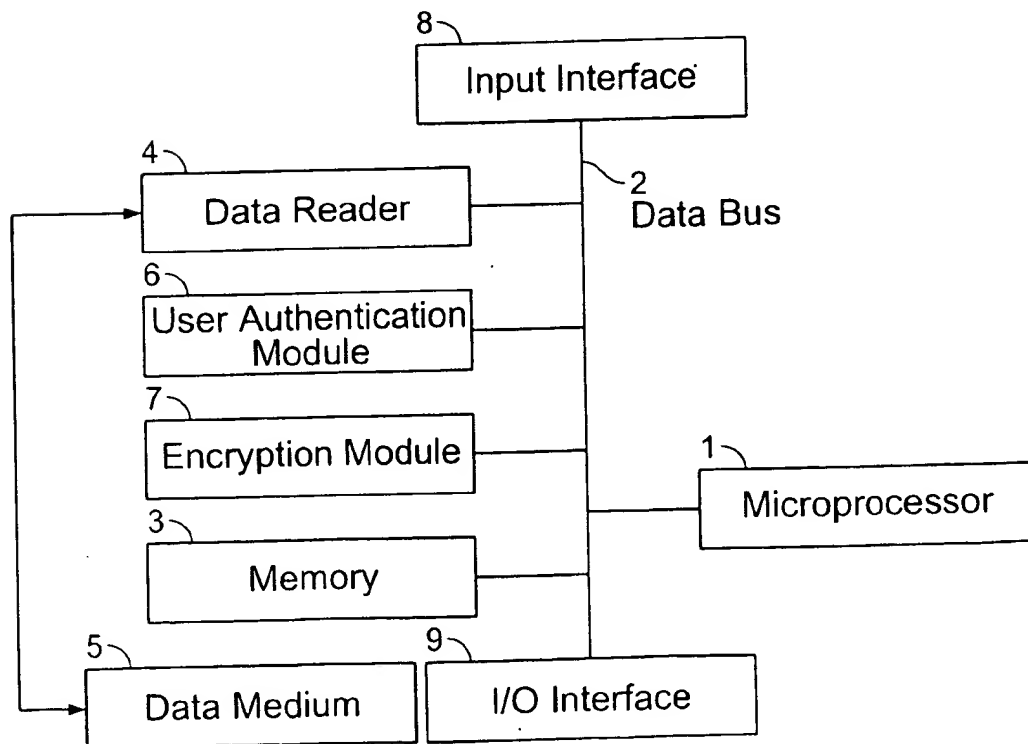 8
Input Interface
4
Data Reader
2
Data Bus
6
User Authentication
Module
7
Encryption Module
1
Microprocessor
3
Memory
5
Data Medium
9
I/O Interface